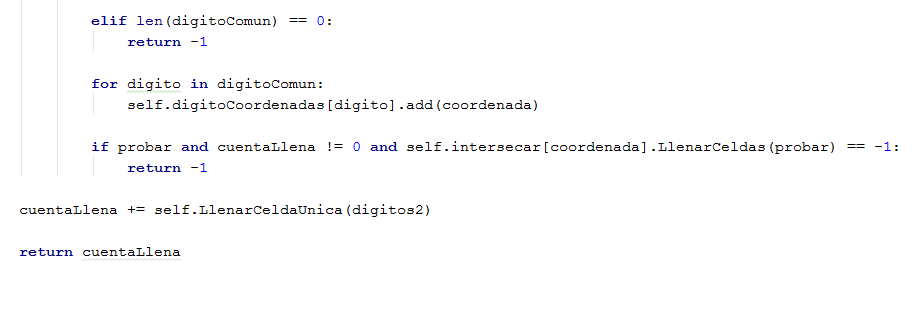 elif len(digitoComun) == 0:
return -1
for digito in digitoComun:
self.digitoCoordenadas[digito].add(coordenada)
if probar and cuentaLlena != 0 and self.intersecar[coordenada].LlenarCeldas(probar) == -1:
return -1
cuentaLlena += self.LlenarCeldaUnica(digitos2)
return cuentaLlena